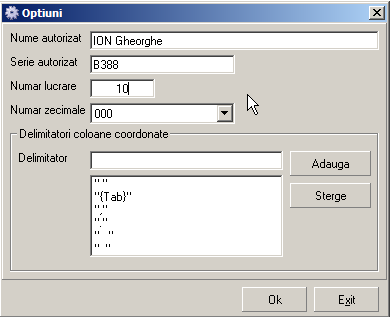 Optiuni
Nume autorizat ION Gheorghe
Serie autorizat B388
Numar lucrare 10
Numar zecimale 000
Delimitatori coloane coordonate
Delimitator
Adauga
" "
"{Tab}"
","
";"
"  "
"  "
Sterge
Ok Exit